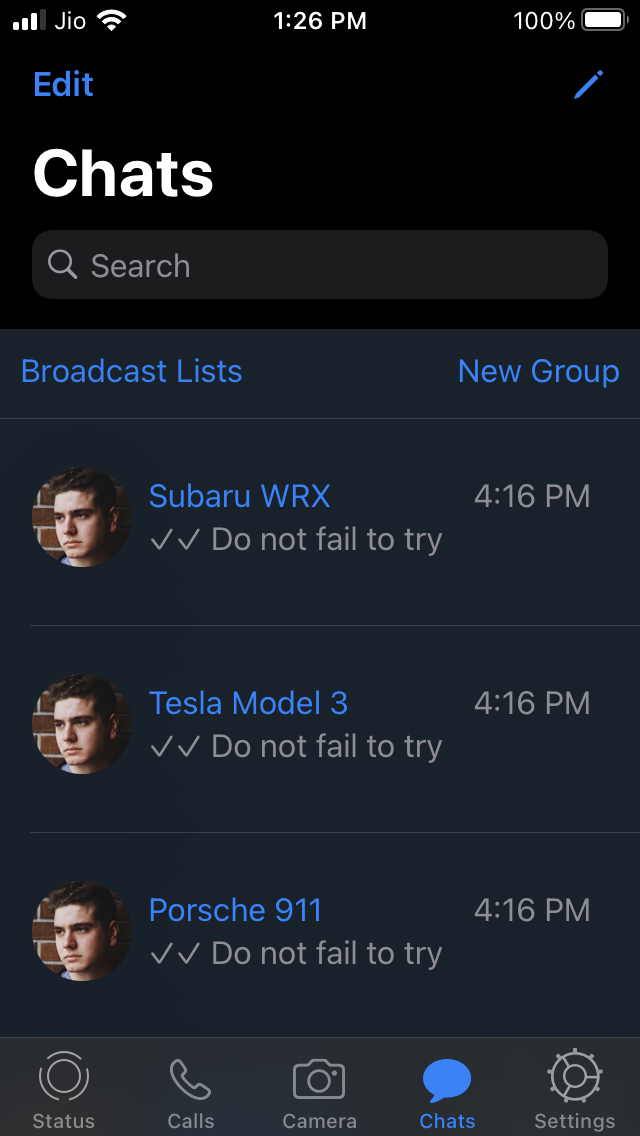 Jio 1:26 PM 100%
Edit
Chats
Search
Broadcast Lists New Group
Subaru WRX 4:16 PM
✓✓ Do not fail to try
Tesla Model 3 4:16 PM
✓✓ Do not fail to try
Porsche 911 4:16 PM
✓✓ Do not fail to try
Status Calls Camera Chats Settings